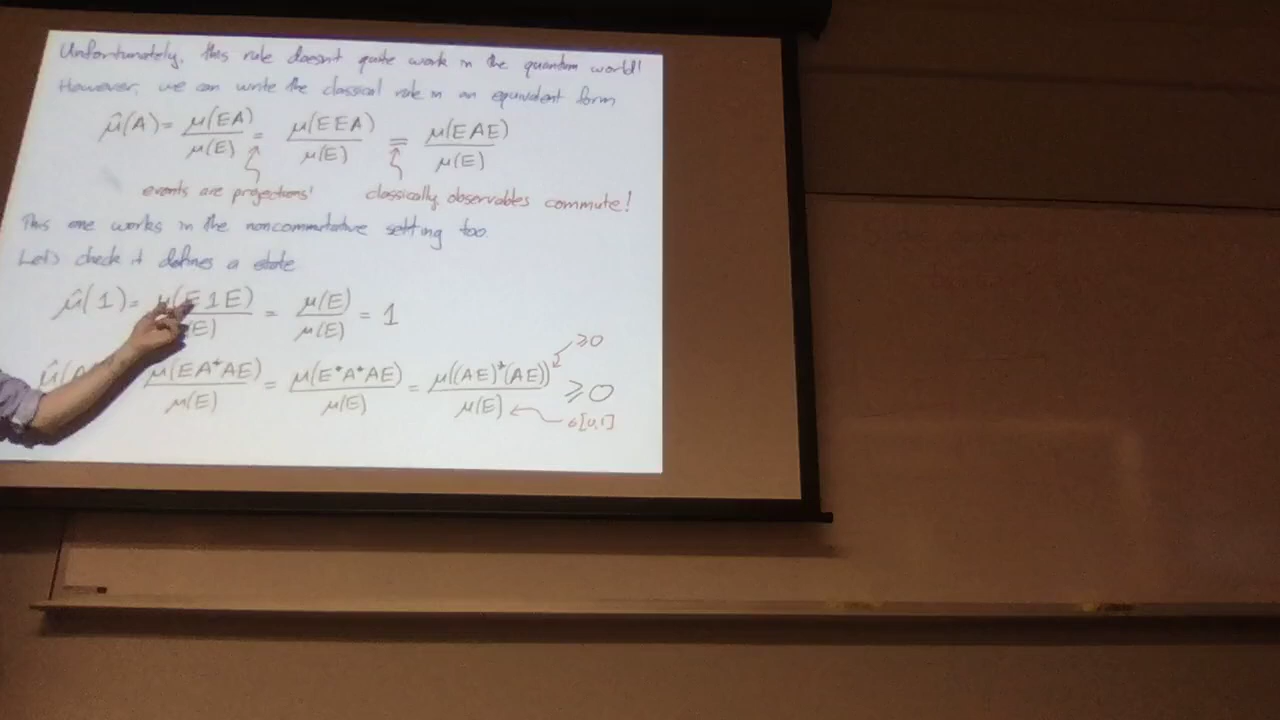 Unfortunately, this rule doesn't quite work in the quantum world!
However, we can write the classical rule in an equivalent form
μ̂(A) = μ(EA)/μ(E) = μ(EEA)/μ(E) = μ(EAE)/μ(E)
events are projections! classically observables commute!
This one works in the noncommutative setting too.
Let's check it defines a state
μ̂(1) = μ(E1E)/μ(E) = μ(E)/μ(E) = 1
μ̂(A μ(EA*AE)/μ(E) = μ(E*A*AE)/μ(E) = μ((AE)*(AE))/μ(E) ≥0
≥0
∈[0,1]